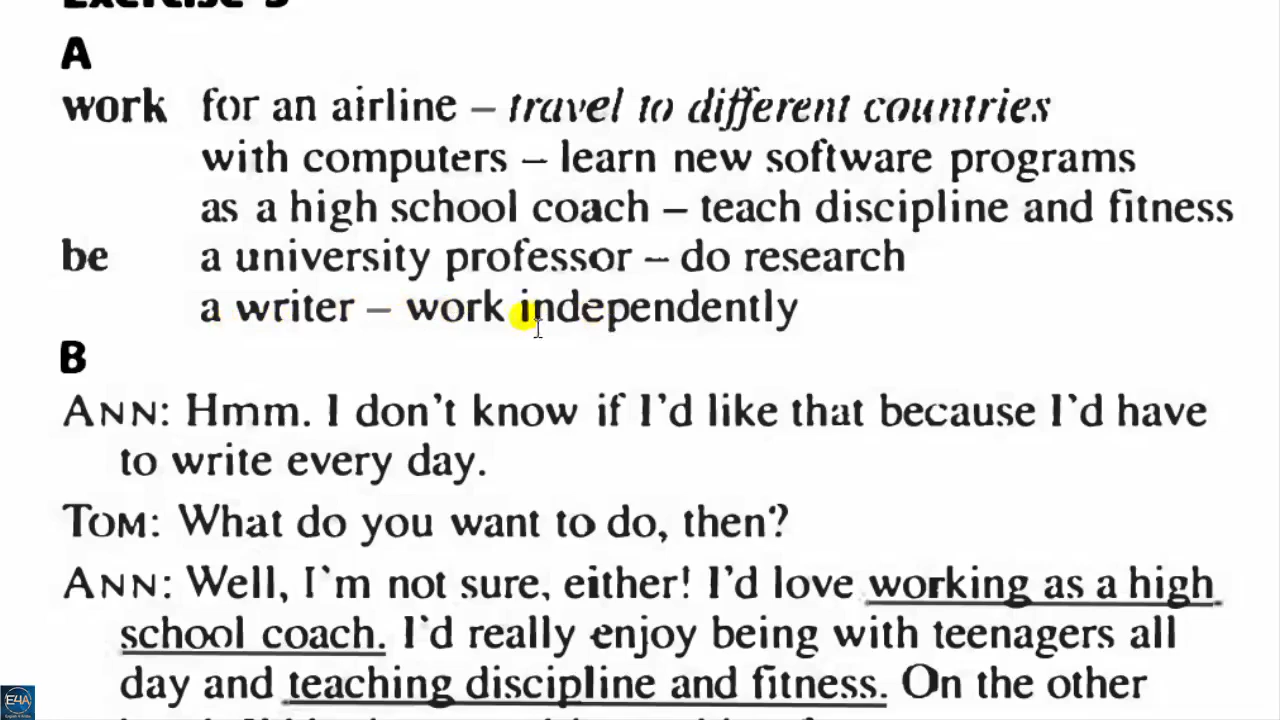 Exercise 3
A
work for an airline – travel to different countries
with computers – learn new software programs
as a high school coach – teach discipline and fitness
be a university professor – do research
a writer – work independently
B
ANN: Hmm. I don't know if I'd like that because I'd have
to write every day.
TOM: What do you want to do, then?
ANN: Well, I'm not sure, either! I'd love working as a high
school coach. I'd really enjoy being with teenagers all
day and teaching discipline and fitness. On the other
E4A